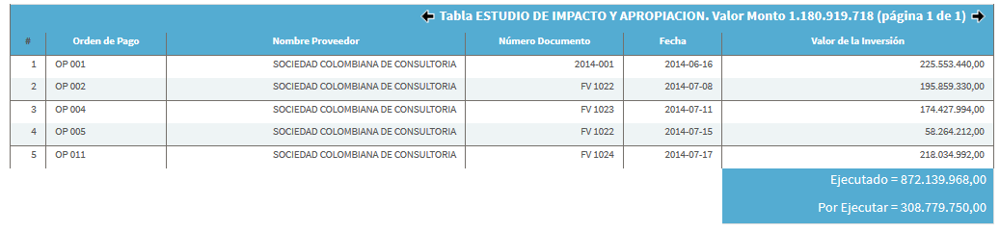 Tabla ESTUDIO DE IMPACTO Y APROPIACION. Valor Monto 1.180.919.718 (página 1 de 1)
# Orden de Pago Nombre Proveedor Número Documento Fecha Valor de la Inversión
1 OP 001 SOCIEDAD COLOMBIANA DE CONSULTORIA 2014-001 2014-06-16 225.553.440,00
2 OP 002 SOCIEDAD COLOMBIANA DE CONSULTORIA FV 1022 2014-07-08 195.859.330,00
3 OP 004 SOCIEDAD COLOMBIANA DE CONSULTORIA FV 1023 2014-07-11 174.427.994,00
4 OP 005 SOCIEDAD COLOMBIANA DE CONSULTORIA FV 1022 2014-07-15 58.264.212,00
5 OP 011 SOCIEDAD COLOMBIANA DE CONSULTORIA FV 1024 2014-07-17 218.034.992,00
Ejecutado = 872.139.968,00
Por Ejecutar = 308.779.750,00